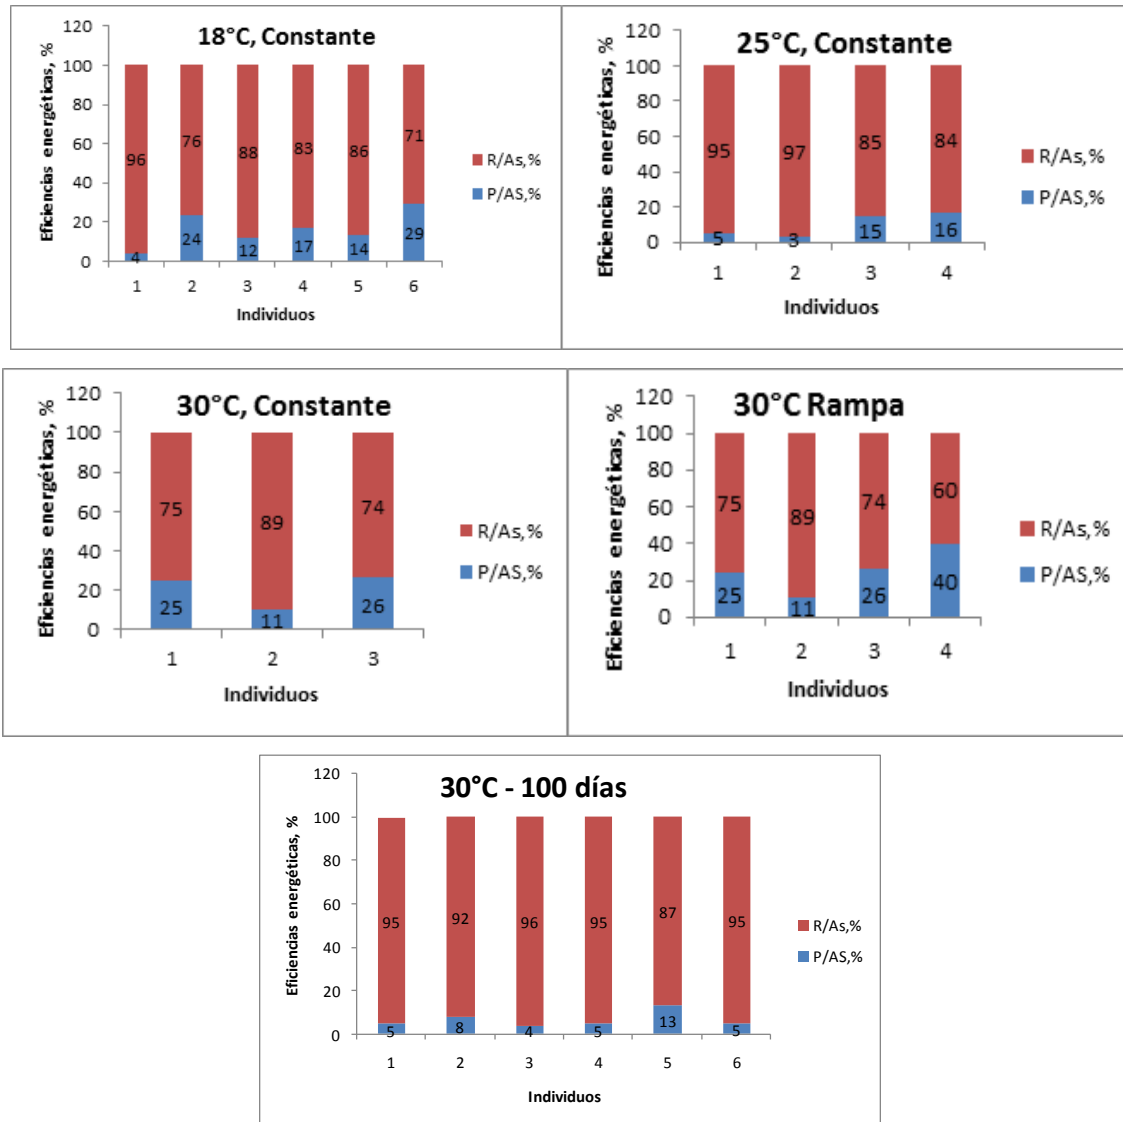 18°C, Constante
Eficiencias energéticas, %
120
100
80
60
40
20
0
96
76
88
83
86
71
4
24
12
17
14
29
1 2 3 4 5 6
Individuos
R/As,%
P/AS,%
25°C, Constante
Eficiencias energéticas, %
120
100
80
60
40
20
0
95
97
85
84
5
3
15
16
1 2 3 4
Individuos
R/As,%
P/AS,%
30°C, Constante
Eficiencias energéticas, %
120
100
80
60
40
20
0
75
89
74
25
11
26
1 2 3
Individuos
R/As,%
P/AS,%
30°C Rampa
Eficiencias energéticas, %
120
100
80
60
40
20
0
75
89
74
60
25
11
26
40
1 2 3 4
Individuos
R/As,%
P/AS,%
30°C - 100 días
Eficiencias energéticas, %
120
100
80
60
40
20
0
95
92
96
95
87
95
5
8
4
5
13
5
1 2 3 4 5 6
Individuos
R/As,%
P/AS,%